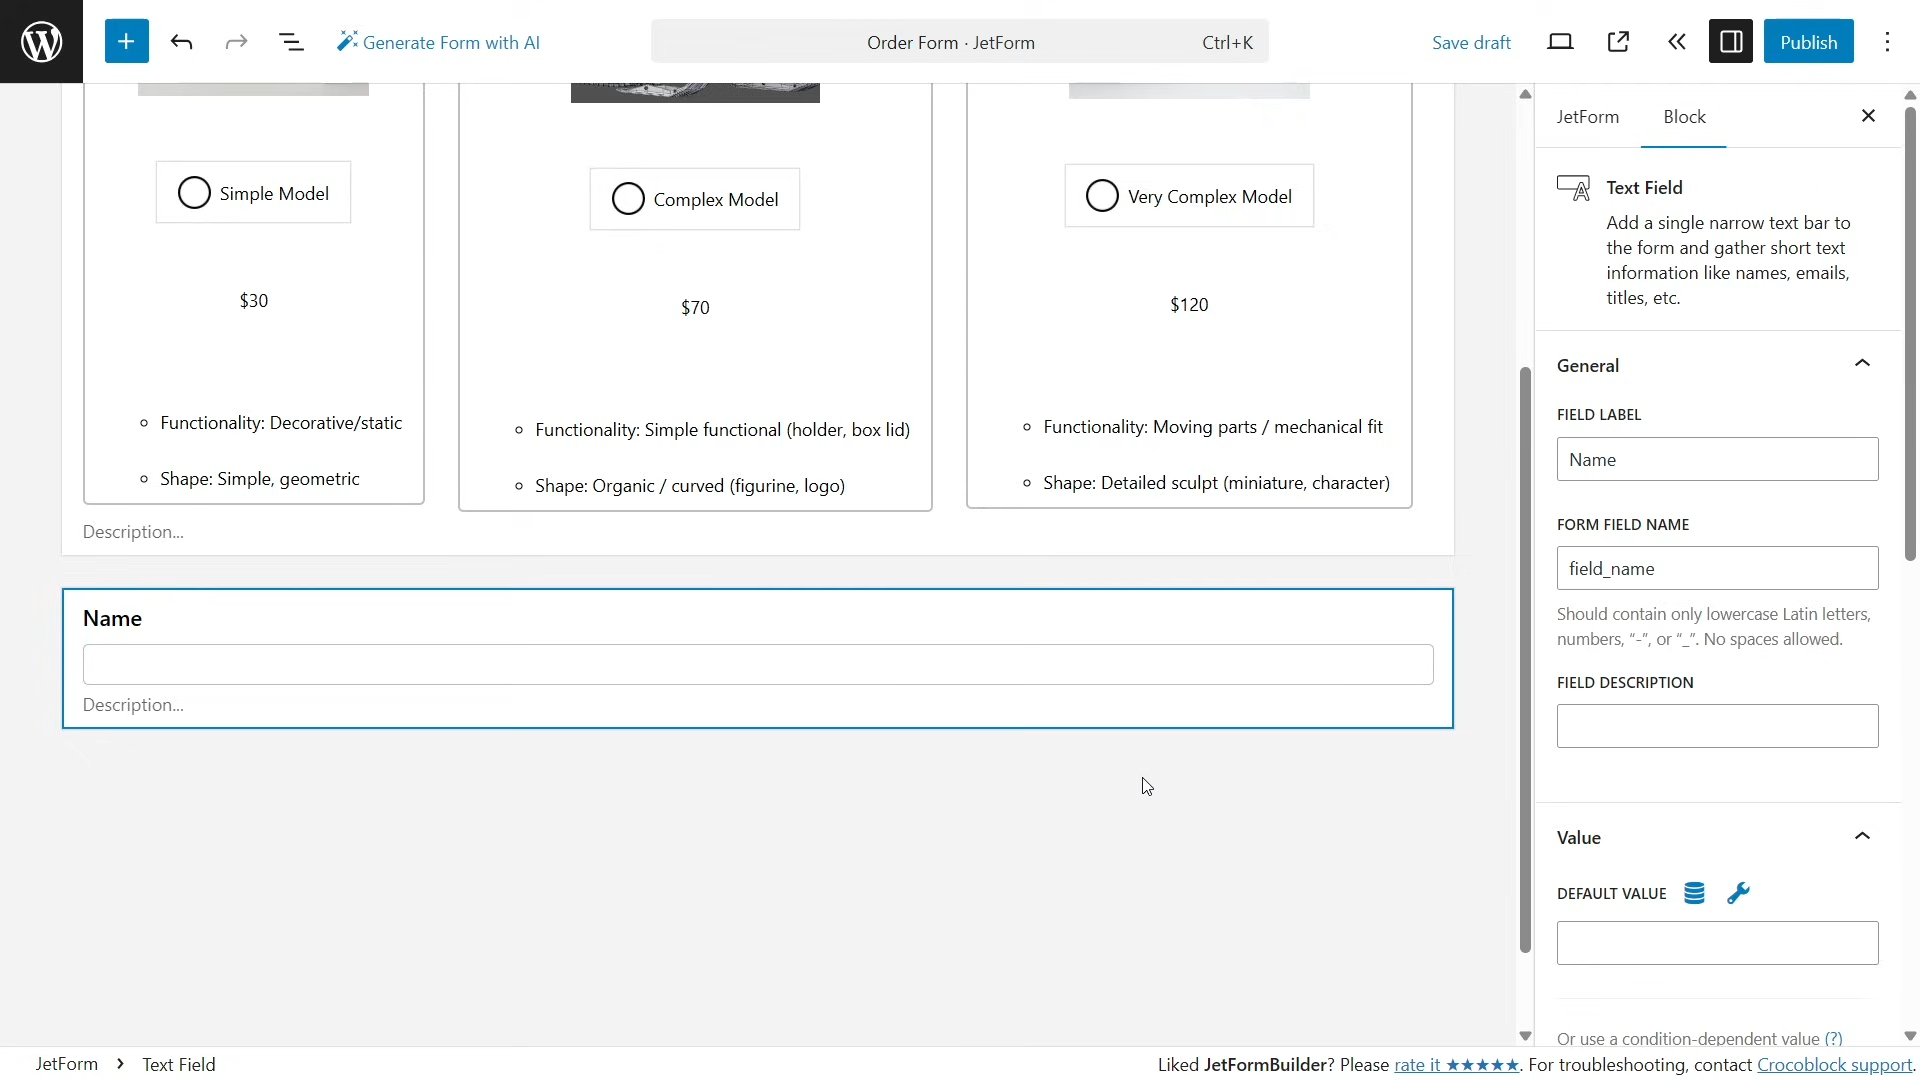 Generate Form with AI
Order Form · JetForm
Ctrl+K
Save draft
Publish
Simple Model
Complex Model
Very Complex Model
$30
$70
$120
Functionality: Decorative/static
Shape: Simple, geometric
Functionality: Simple functional (holder, box lid)
Shape: Organic / curved (figurine, logo)
Functionality: Moving parts / mechanical fit
Shape: Detailed sculpt (miniature, character)
Description...
Name
Description...
JetForm
Block
Text Field
Add a single narrow text bar to
the form and gather short text
information like names, emails,
titles, etc.
General
FIELD LABEL
Name
FORM FIELD NAME
field_name
Should contain only lowercase Latin letters,
numbers, “-”, or “_”. No spaces allowed.
FIELD DESCRIPTION
Value
DEFAULT VALUE
Or use a condition-dependent value (?)
JetForm › Text Field
Liked JetFormBuilder? Please rate it ★★★★★. For troubleshooting, contact Crocoblock support.